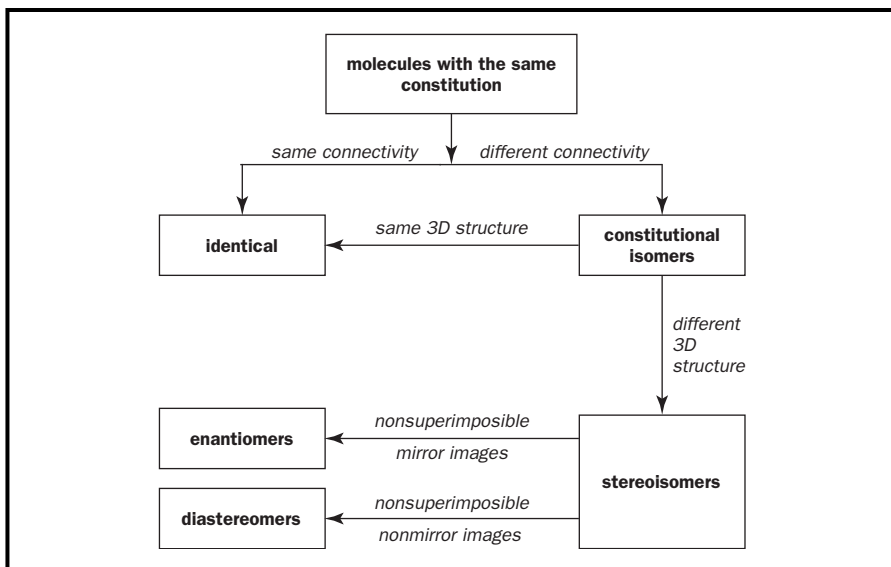 molecules with the same
constitution
same connectivity
different connectivity
identical
same 3D structure
constitutional
isomers
different
3D
structure
enantiomers
nonsuperimposible
mirror images
stereoisomers
diastereomers
nonsuperimposible
nonmirror images